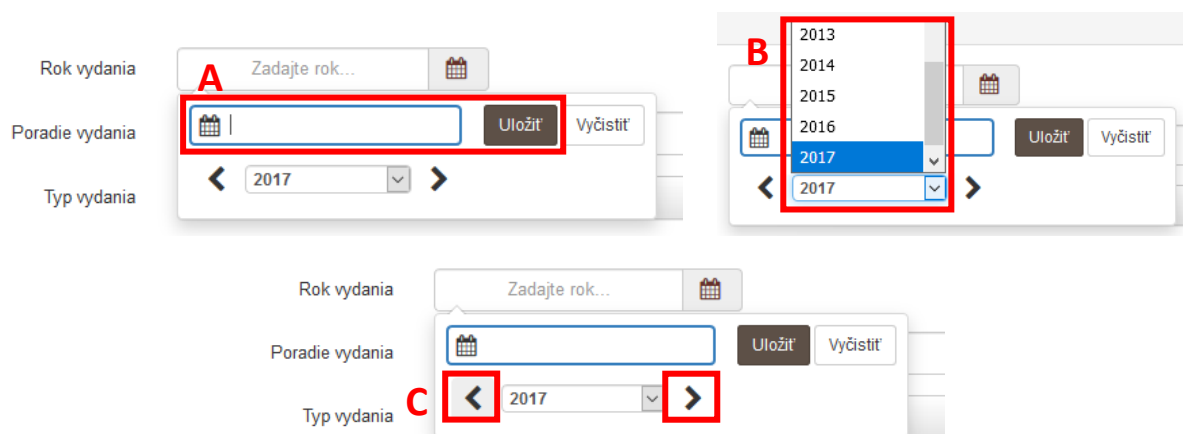 Rok vydania
Zadajte rok...
A
Poradie vydania
Uložiť
Vyčistiť
2017
Typ vydania
B
2013
2014
2015
2016
2017
2017
Uložiť
Vyčistiť
Rok vydania
Zadajte rok...
Poradie vydania
Uložiť
Vyčistiť
C
2017
Typ vydania